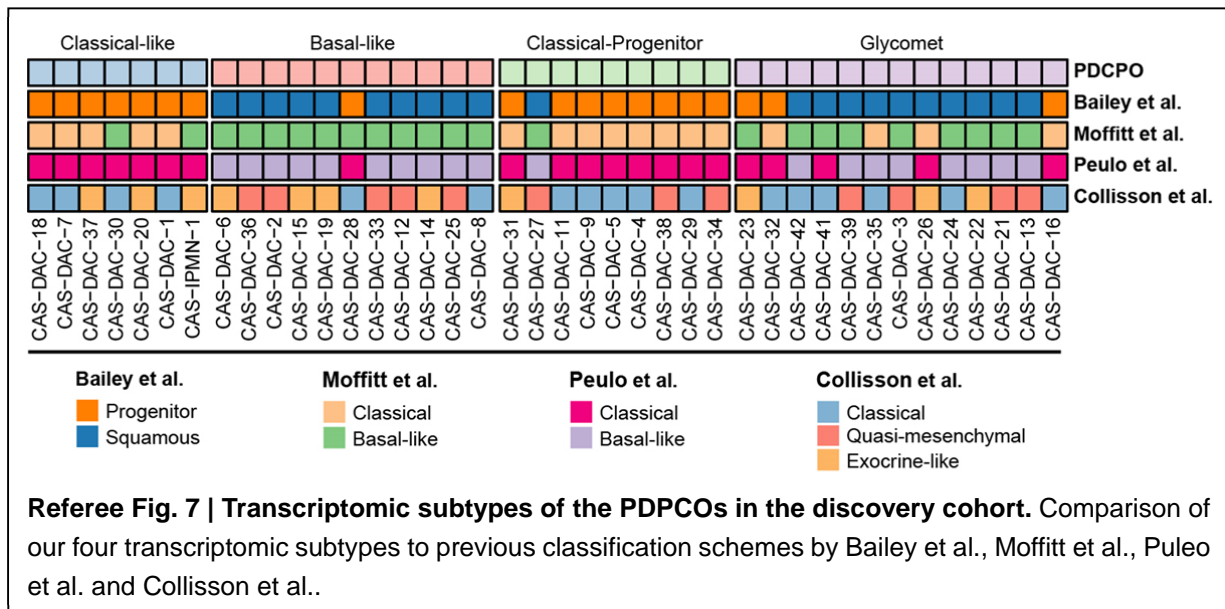 Classical-like Basal-like Classical-Progenitor Glycomet
PDCPO
Bailey et al.
Moffitt et al.
Peulo et al.
Collisson et al.
CAS-DAC-18
CAS-DAC-7
CAS-DAC-37
CAS-DAC-30
CAS-DAC-20
CAS-DAC-1
CAS-IPMN-1
CAS-DAC-6
CAS-DAC-36
CAS-DAC-2
CAS-DAC-15
CAS-DAC-19
CAS-DAC-28
CAS-DAC-33
CAS-DAC-12
CAS-DAC-14
CAS-DAC-25
CAS-DAC-8
CAS-DAC-31
CAS-DAC-27
CAS-DAC-11
CAS-DAC-9
CAS-DAC-5
CAS-DAC-4
CAS-DAC-38
CAS-DAC-29
CAS-DAC-34
CAS-DAC-23
CAS-DAC-32
CAS-DAC-42
CAS-DAC-41
CAS-DAC-39
CAS-DAC-35
CAS-DAC-3
CAS-DAC-26
CAS-DAC-24
CAS-DAC-22
CAS-DAC-21
CAS-DAC-13
CAS-DAC-16
Bailey et al.
Progenitor
Squamous
Moffitt et al.
Classical
Basal-like
Peulo et al.
Classical
Basal-like
Collisson et al.
Classical
Quasi-mesenchymal
Exocrine-like
Referee Fig. 7 | Transcriptomic subtypes of the PDPCOs in the discovery cohort. Comparison of
our four transcriptomic subtypes to previous classification schemes by Bailey et al., Moffitt et al., Puleo
et al. and Collisson et al..